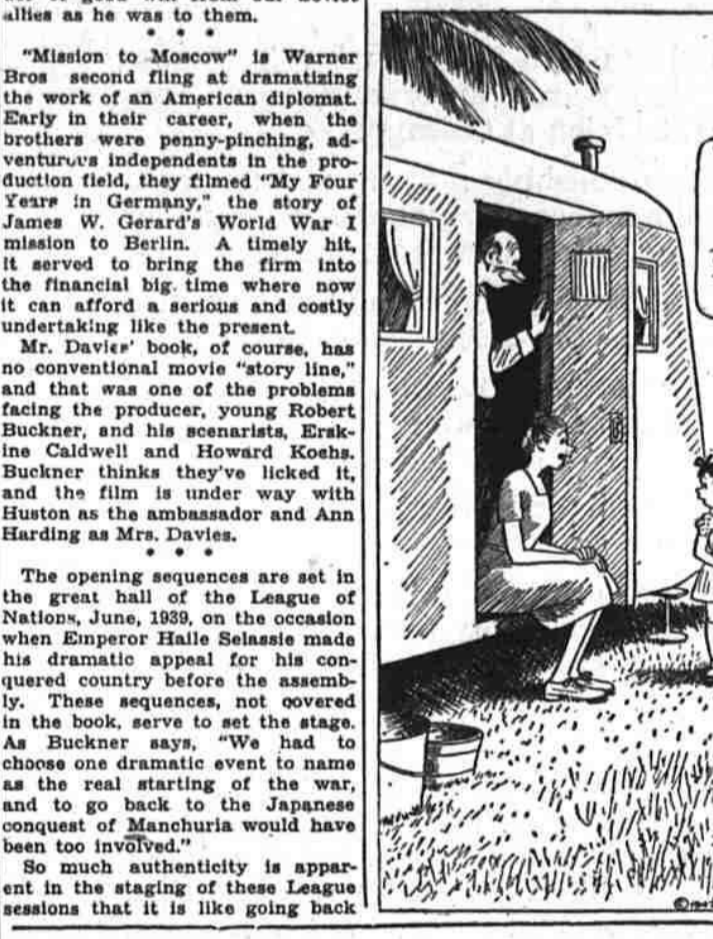 allies as he was to them.
* * *
"Mission to Moscow" is Warner
Bros second fling at dramatizing
the work of an American diplomat.
Early in their career, when the
brothers were penny-pinching, ad-
venturous independents in the pro-
duction field, they filmed "My Four
Years in Germany," the story of
James W. Gerard's World War I
mission to Berlin. A timely hit,
it served to bring the firm into
the financial big time where now
it can afford a serious and costly
undertaking like the present.
Mr. Davies' book, of course, has
no conventional movie "story line,"
and that was one of the problems
facing the producer, young Robert
Buckner, and his scenarists, Ersk-
ine Caldwell and Howard Kochs.
Buckner thinks they've licked it,
and the film is under way with
Huston as the ambassador and Ann
Harding as Mrs. Davies.
* * *
The opening sequences are set in
the great hall of the League of
Nations, June, 1939, on the occasion
when Emperor Haile Selassie made
his dramatic appeal for his con-
quered country before the assemb-
ly. These sequences, not covered
in the book, serve to set the stage.
As Buckner says, "We had to
choose one dramatic event to name
as the real starting of the war,
and to go back to the Japanese
conquest of Manchuria would have
been too involved."
So much authenticity is appar-
ent in the staging of these League
sessions that it is like going back